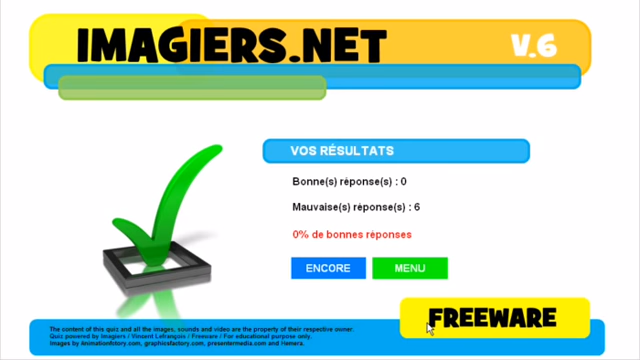 IMAGIERS.NET
V.6
VOS RÉSULTATS
Bonne(s) réponse(s) : 0
Mauvaise(s) réponse(s) : 6
0% de bonnes réponses
ENCORE
MENU
FREEWARE
The content of this quiz and all the images, sounds and video are the property of their respective owner.
Quiz powered by Imagiers / Vincent Lefrançois / Freeware / For educational purpose only.
Images by Animationfactory.com, graphicsfactory.com, presentermedia.com and Hemera.